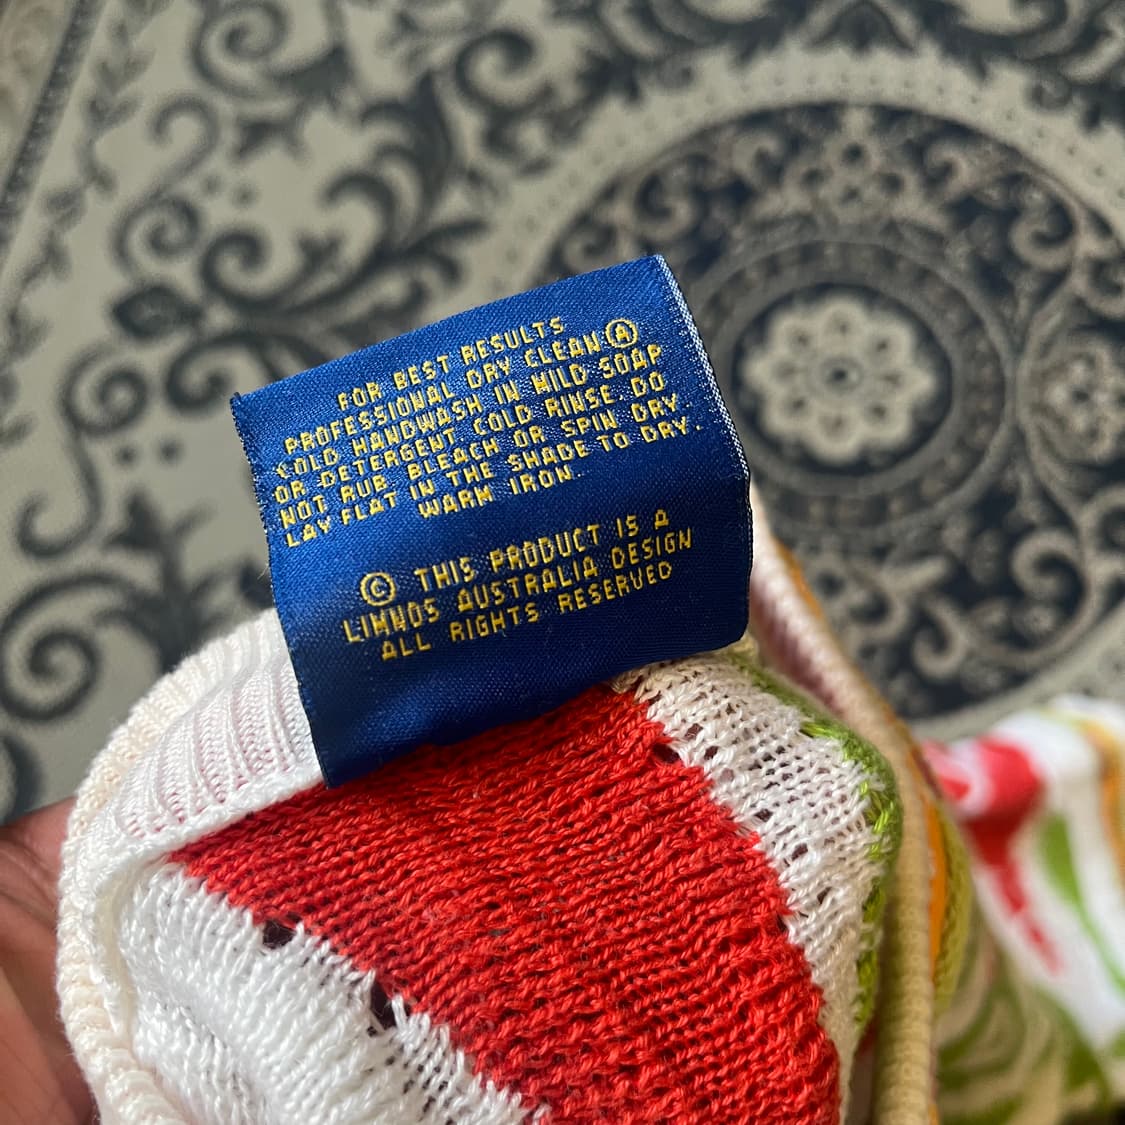 FOR BEST RESULTS
PROFESSIONAL DRY CLEAN Ⓐ
COLD HANDWASH IN MILD SOAP
OR DETERGENT COLD RINSE. DO
NOT RUB, BLEACH OR SPIN DRY.
LAY FLAT IN THE SHADE TO DRY.
WARM IRON.
© THIS PRODUCT IS A
LIMNOS AUSTRALIA DESIGN
ALL RIGHTS RESERVED